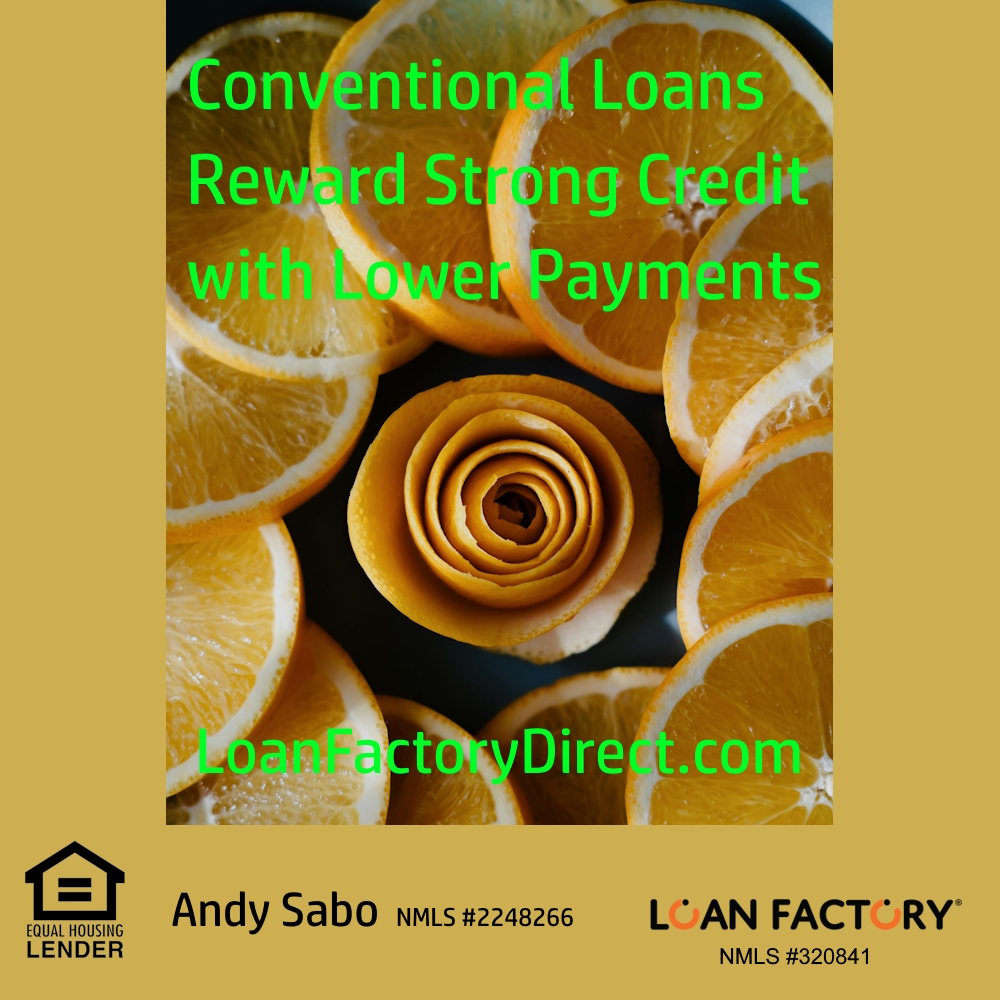 Conventional Loans
Reward Strong Credit
with Lower Payments
LoanFactoryDirect.com
EQUAL HOUSING
LENDER
Andy Sabo NMLS #2248266
LOAN FACTORY®
NMLS #320841